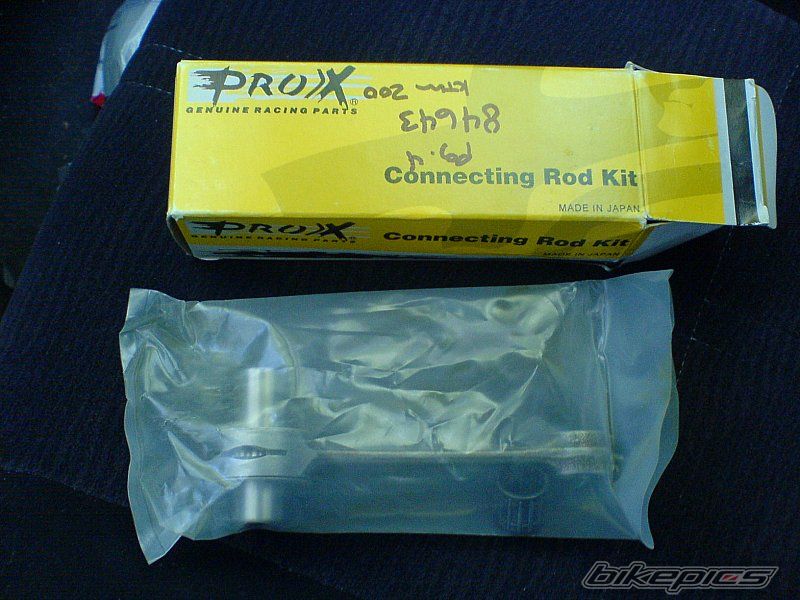 PROX®
GENUINE RACING PARTS
ktm 200
84643
pg. 4
Connecting Rod Kit
MADE IN JAPAN
PROX®
GENUINE RACING PARTS
Connecting Rod Kit
MADE IN JAPAN
bikepics